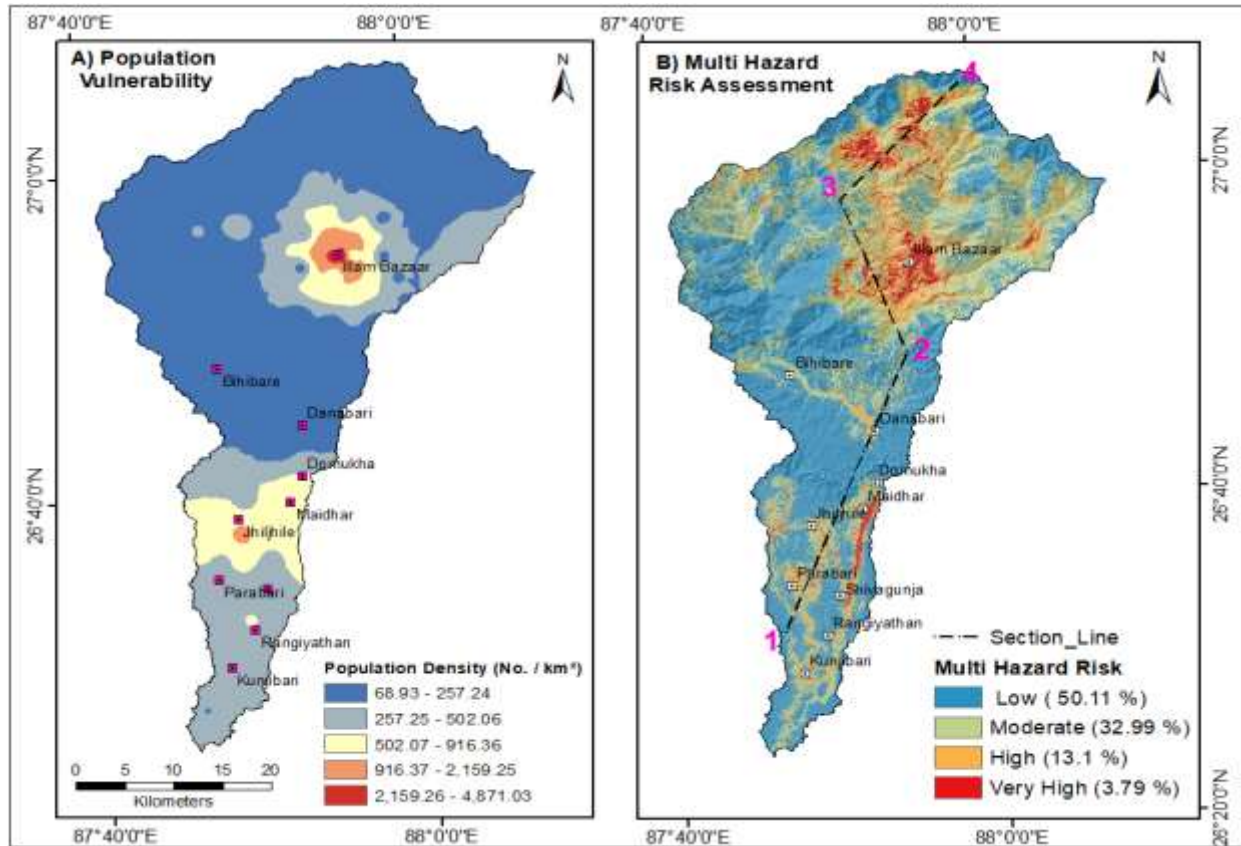 87°40'0"E
88°0'0"E
87°40'0"E
88°0'0"E
A) Population
Vulnerability
N
27°0'0"N
26°40'0"N
Illam Bazaar
Bihibare
Danabari
Domukha
Maidhar
Jhiljhile
Parabari
Rangiyathan
Kunjibari
Population Density (No. / km²)
68.93 - 257.24
257.25 - 502.06
502.07 - 916.36
916.37 - 2,159.25
2,159.26 - 4,871.03
0 5 10 15 20
Kilometers
87°40'0"E
88°0'0"E
B) Multi Hazard
Risk Assessment
N
4
3
2
1
27°0'0"N
26°40'0"N
26°20'0"N
Illam Bazaar
Bihibare
Danabari
Domukha
Maidhar
Jhiljhile
Parabari
Shivagunja
Rangiyathan
Kunjibari
Section_Line
Multi Hazard Risk
Low ( 50.11 %)
Moderate (32.99 %)
High (13.1 %)
Very High (3.79 %)
87°40'0"E
88°0'0"E